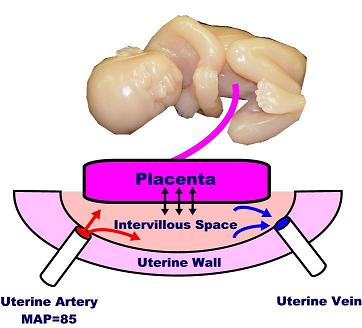 Placenta
Intervillous Space
Uterine Wall
Uterine Artery
MAP=85
Uterine Vein